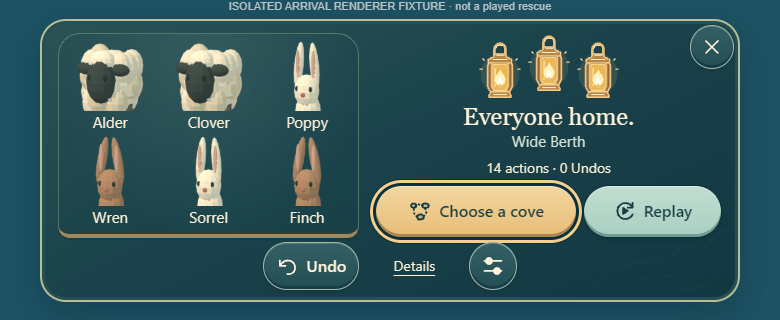 ISOLATED ARRIVAL RENDERER FIXTURE · not a played rescue
Alder Clover Poppy
Wren Sorrel Finch
Everyone home.
Wide Berth
14 actions · 0 Undos
Choose a cove
Replay
Undo
Details